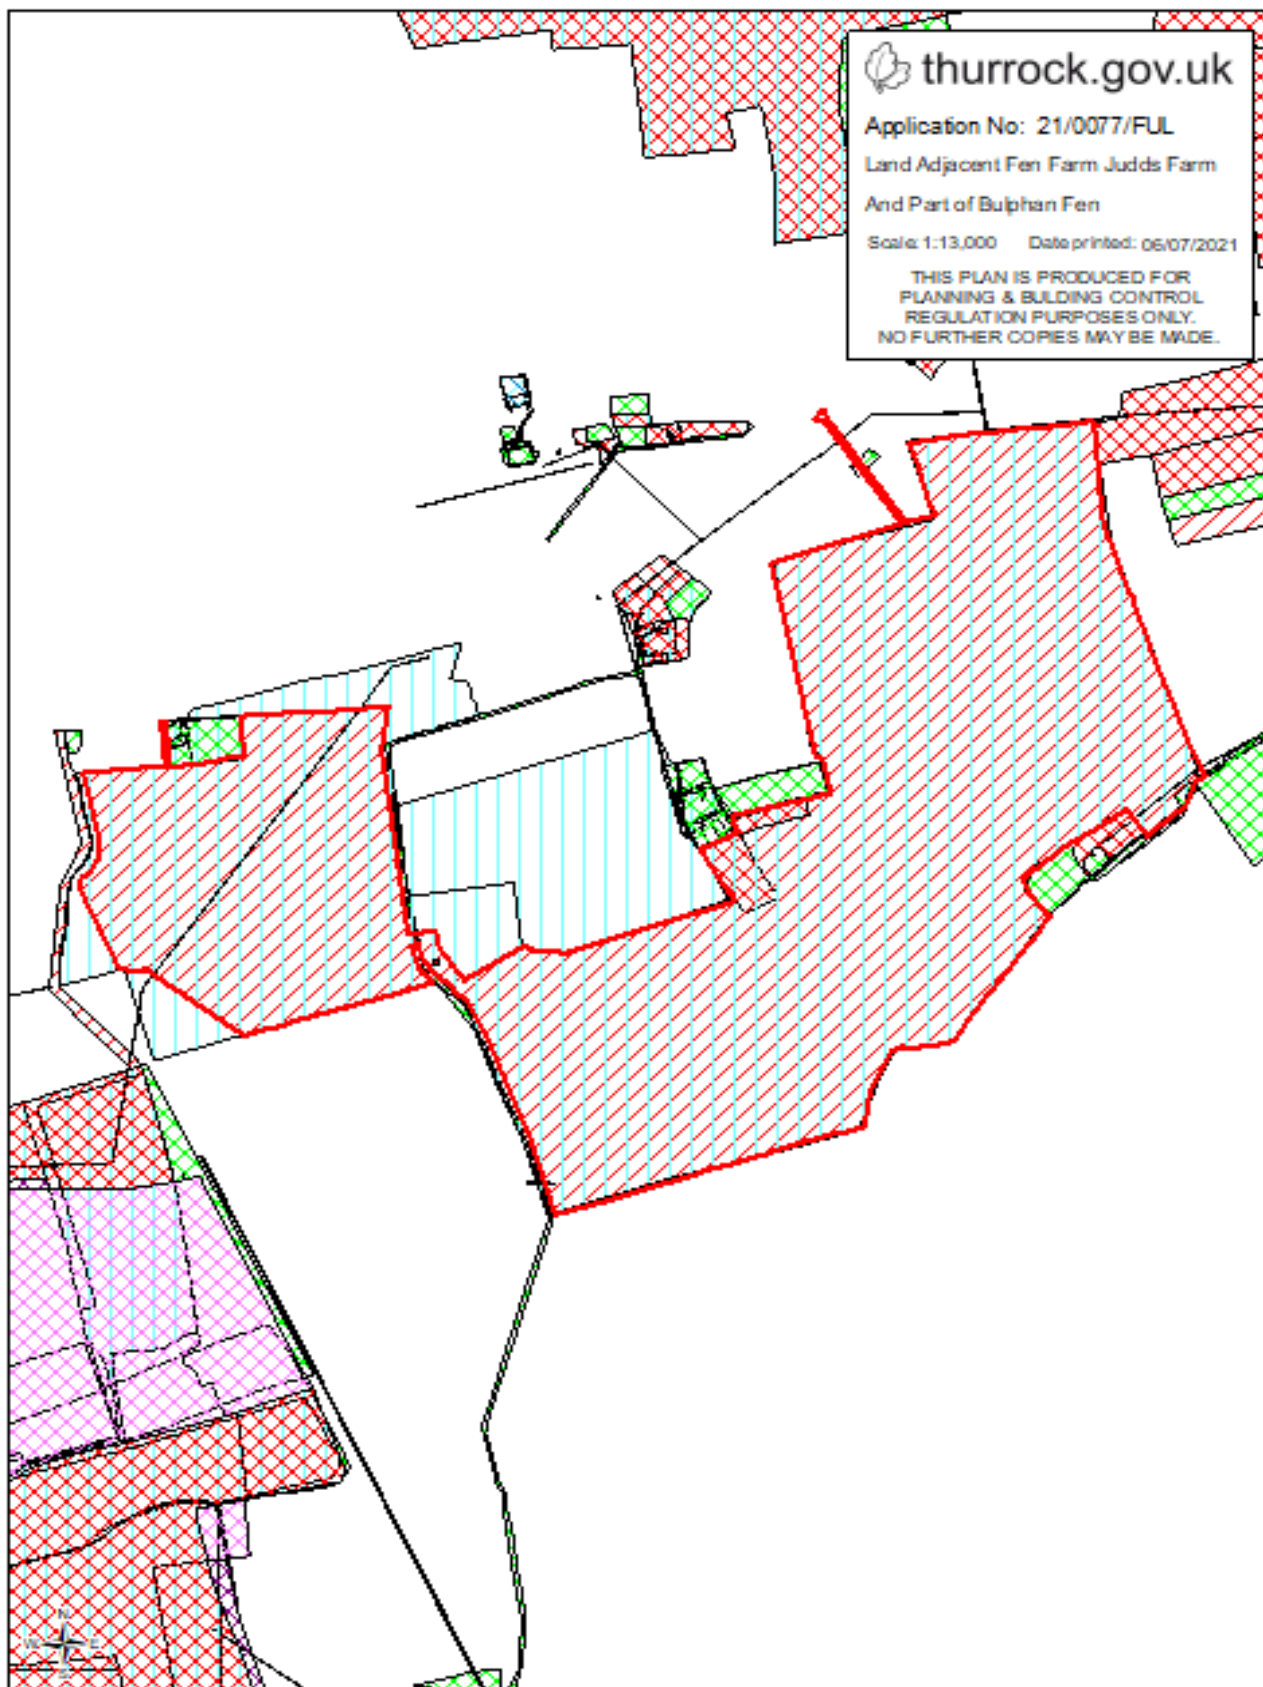 thurrock.gov.uk
Application No: 21/0077/FUL
Land Adjacent Fen Farm Judds Farm
And Part of Bulphan Fen
Scale: 1:13,000 Date printed: 06/07/2021
THIS PLAN IS PRODUCED FOR
PLANNING & BULDING CONTROL
REGULATION PURPOSES ONLY.
NO FURTHER COPIES MAY BE MADE.
N
W E
S